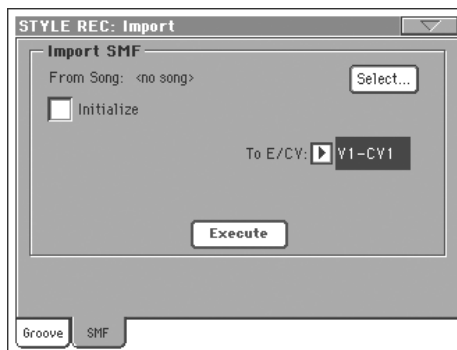 STYLE REC: Import
Import SMF
From Song: <no song> Select...
Initialize
To E/CV: V1-CV1
Execute
Groove SMF